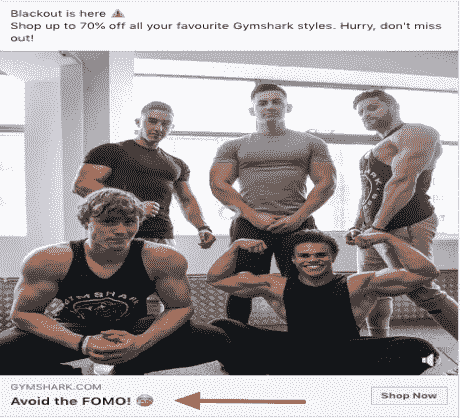 Blackout is here ⚠️
Shop up to 70% off all your favourite Gymshark styles. Hurry, don't miss
out!
GYMSHARK
GYMSHARK.COM
Avoid the FOMO!
Shop Now